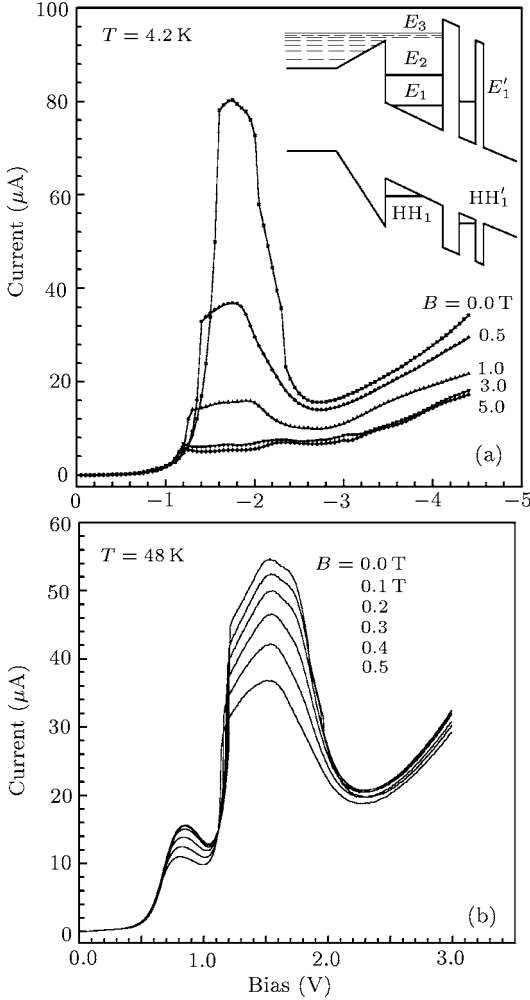 100
80
60
40
20
0
Current (μA)
T = 4.2 K
E3
E2
E1
E′1
HH1
HH′1
B = 0.0 T
0.5
1.0
3.0
5.0
(a)
0 −1 −2 −3 −4 −5
60
50
40
30
20
10
0
Current (μA)
T = 48 K
B = 0.0 T
0.1 T
0.2
0.3
0.4
0.5
(b)
0.0 1.0 2.0 3.0
Bias (V)